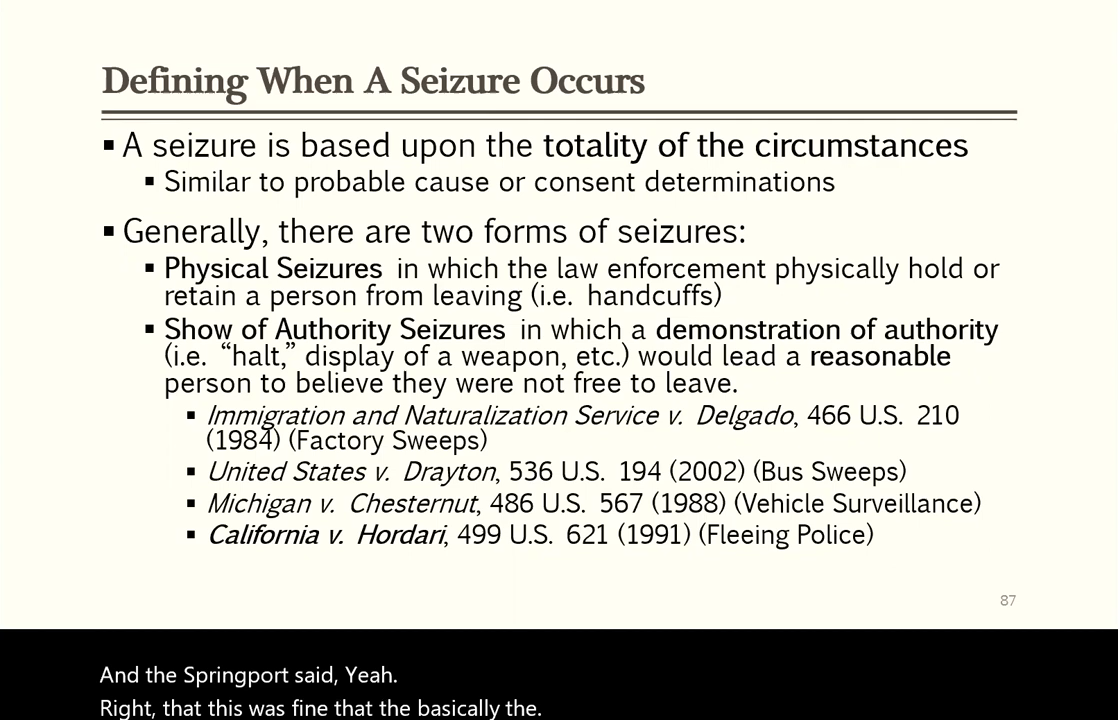 Defining When A Seizure Occurs
▪ A seizure is based upon the totality of the circumstances
▪ Similar to probable cause or consent determinations
▪ Generally, there are two forms of seizures:
▪ Physical Seizures in which the law enforcement physically hold or
retain a person from leaving (i.e. handcuffs)
▪ Show of Authority Seizures in which a demonstration of authority
(i.e. “halt,” display of a weapon, etc.) would lead a reasonable
person to believe they were not free to leave.
▪ Immigration and Naturalization Service v. Delgado, 466 U.S. 210
(1984) (Factory Sweeps)
▪ United States v. Drayton, 536 U.S. 194 (2002) (Bus Sweeps)
▪ Michigan v. Chesternut, 486 U.S. 567 (1988) (Vehicle Surveillance)
▪ California v. Hordari, 499 U.S. 621 (1991) (Fleeing Police)
87
And the Springport said, Yeah.
Right, that this was fine that the basically the.